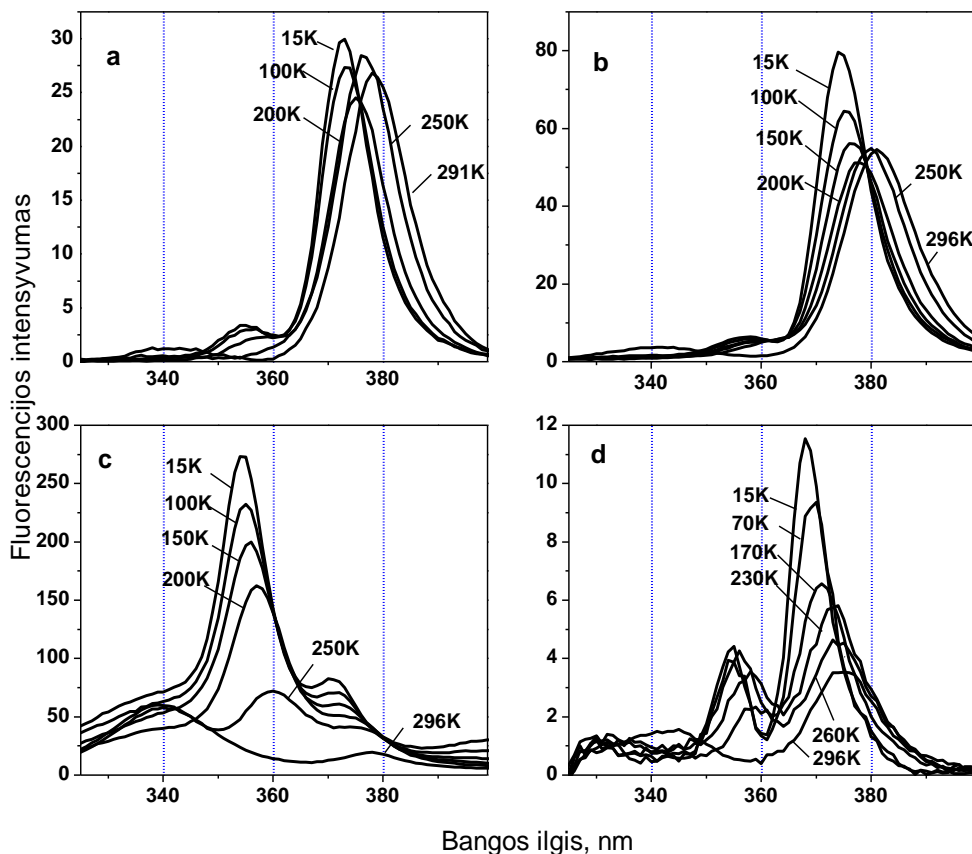 Fluorescencijos intensyvumas
a
30
25
20
15
10
5
0
340 360 380
15K
100K
200K
250K
291K
b
80
60
40
20
0
340 360 380
15K
100K
150K
200K
250K
296K
c
300
250
200
150
100
50
0
340 360 380
15K
100K
150K
200K
250K
296K
d
12
10
8
6
4
2
0
340 360 380
15K
70K
170K
230K
260K
296K
Bangos ilgis, nm